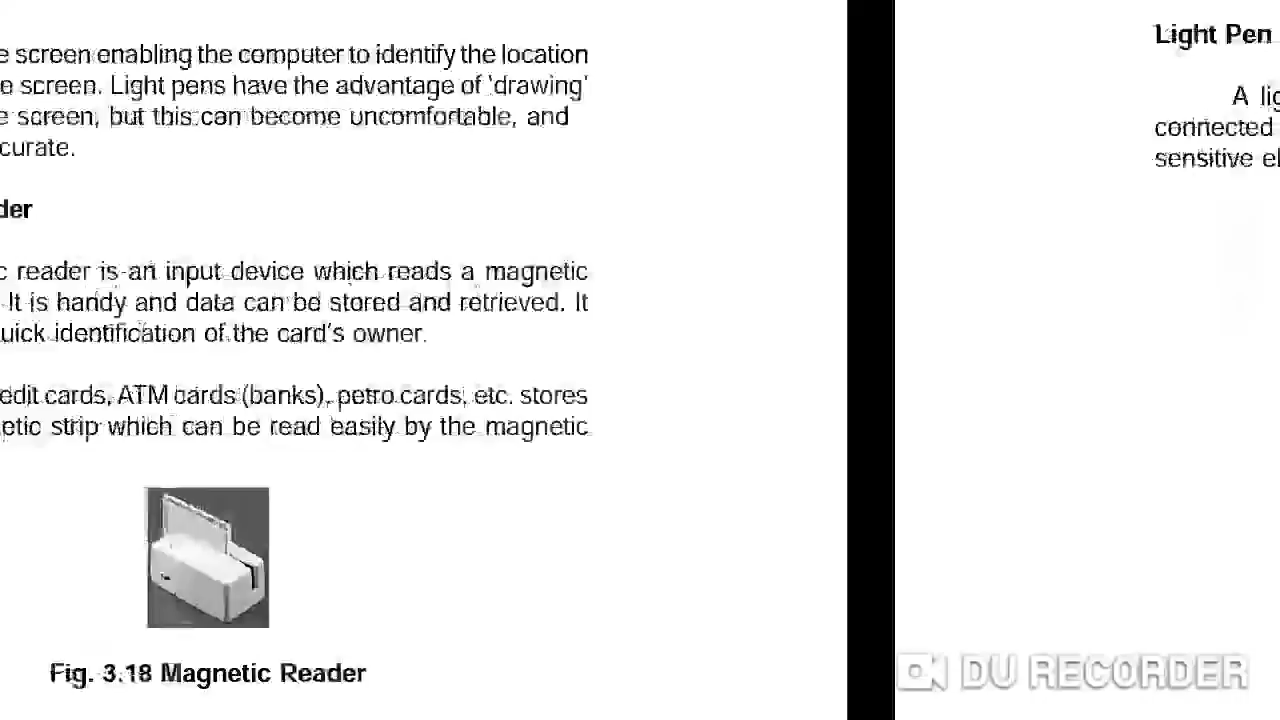 e screen enabling the computer to identify the location
e screen. Light pens have the advantage of 'drawing'
e screen, but this can become uncomfortable, and
curate.
der
c reader is an input device which reads a magnetic
It is handy and data can be stored and retrieved. It
uick identification of the card's owner.
edit cards, ATM cards (banks), petro cards, etc. stores
etic strip which can be read easily by the magnetic
Fig. 3.18 Magnetic Reader
Light Pen
A lig
connected
sensitive el
DU RECORDER